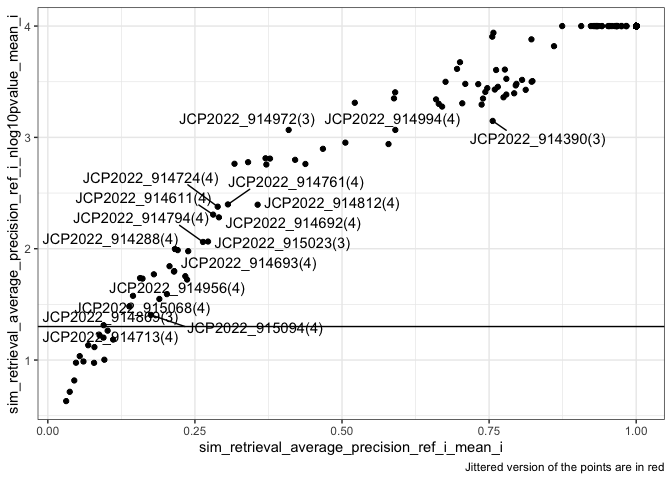 4
JCP2022_914972(3)
JCP2022_914994(4)
3
JCP2022_914390(3)
JCP2022_914724(4)
JCP2022_914761(4)
JCP2022_914611(4)
JCP2022_914812(4)
JCP2022_914794(4)
JCP2022_914692(4)
JCP2022_914288(4)
JCP2022_915023(3)
2
JCP2022_914693(4)
JCP2022_914956(4)
JCP2022_915068(4)
JCP2022_915094(4)
JCP2022_914713(4)
1
0.00
0.25
0.50
0.75
1.00
sim_retrieval_average_precision_ref_i_mean_i
sim_retrieval_average_precision_ref_i_nlog10pvalue_mean_i
Jittered version of the points are in red